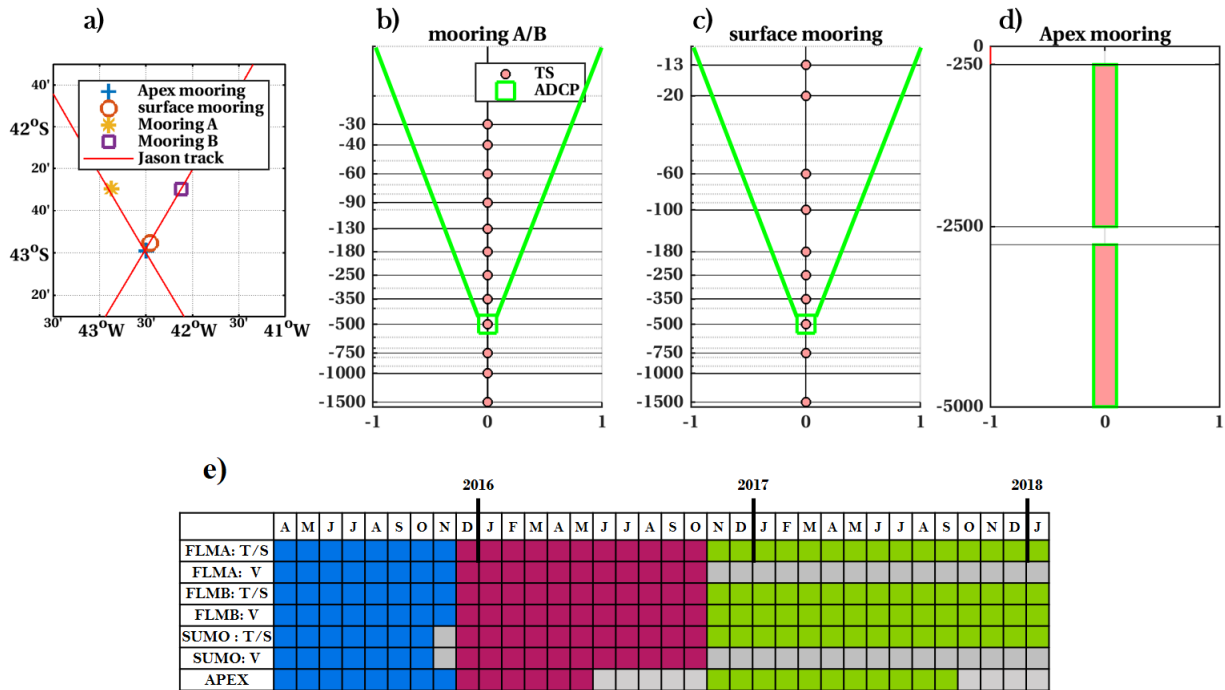 a)
Apex mooring
surface mooring
Mooring A
Mooring B
Jason track
40'
42°S
20'
40'
43°S
20'
30' 43°W 30' 42°W 30' 41°W
b)
mooring A/B
TS
ADCP
-30
-40
-60
-90
-130
-180
-250
-350
-500
-750
-1000
-1500
-1 0 1
c)
surface mooring
-13
-20
-60
-100
-180
-250
-350
-500
-750
-1000
-1500
-1 0 1
d)
Apex mooring
0
-250
-2500
-5000
-1 0 1
e)
2016 2017 2018
A M J J A S O N D J F M A M J J A S O N D J F M A M J J A S O N D J
FLMA: T/S
FLMA: V
FLMB: T/S
FLMB: V
SUMO : T/S
SUMO: V
APEX